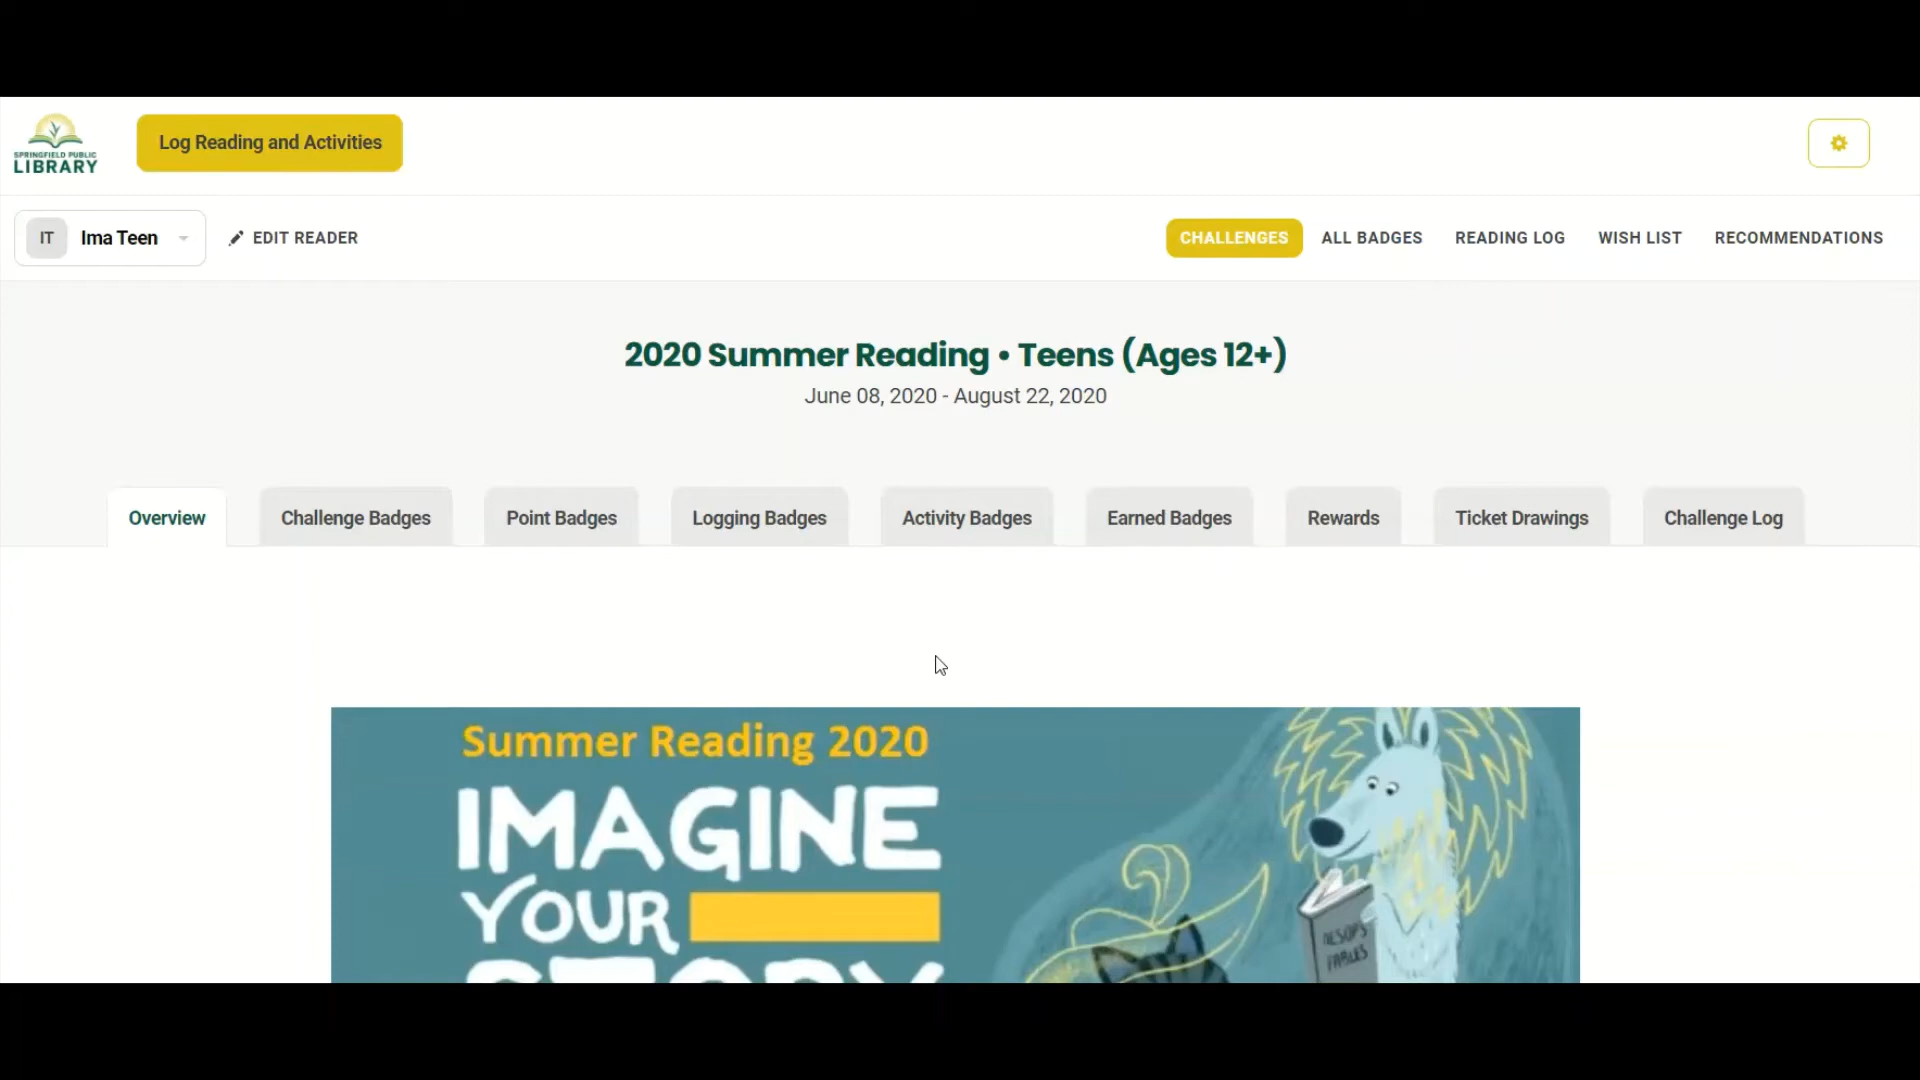 SPRINGFIELD PUBLIC
LIBRARY
Log Reading and Activities
IT Ima Teen EDIT READER
CHALLENGES ALL BADGES READING LOG WISH LIST RECOMMENDATIONS
2020 Summer Reading • Teens (Ages 12+)
June 08, 2020 - August 22, 2020
Overview Challenge Badges Point Badges Logging Badges Activity Badges Earned Badges Rewards Ticket Drawings Challenge Log
Summer Reading 2020
IMAGINE
YOUR
STORY
AESOP'S
FABLES